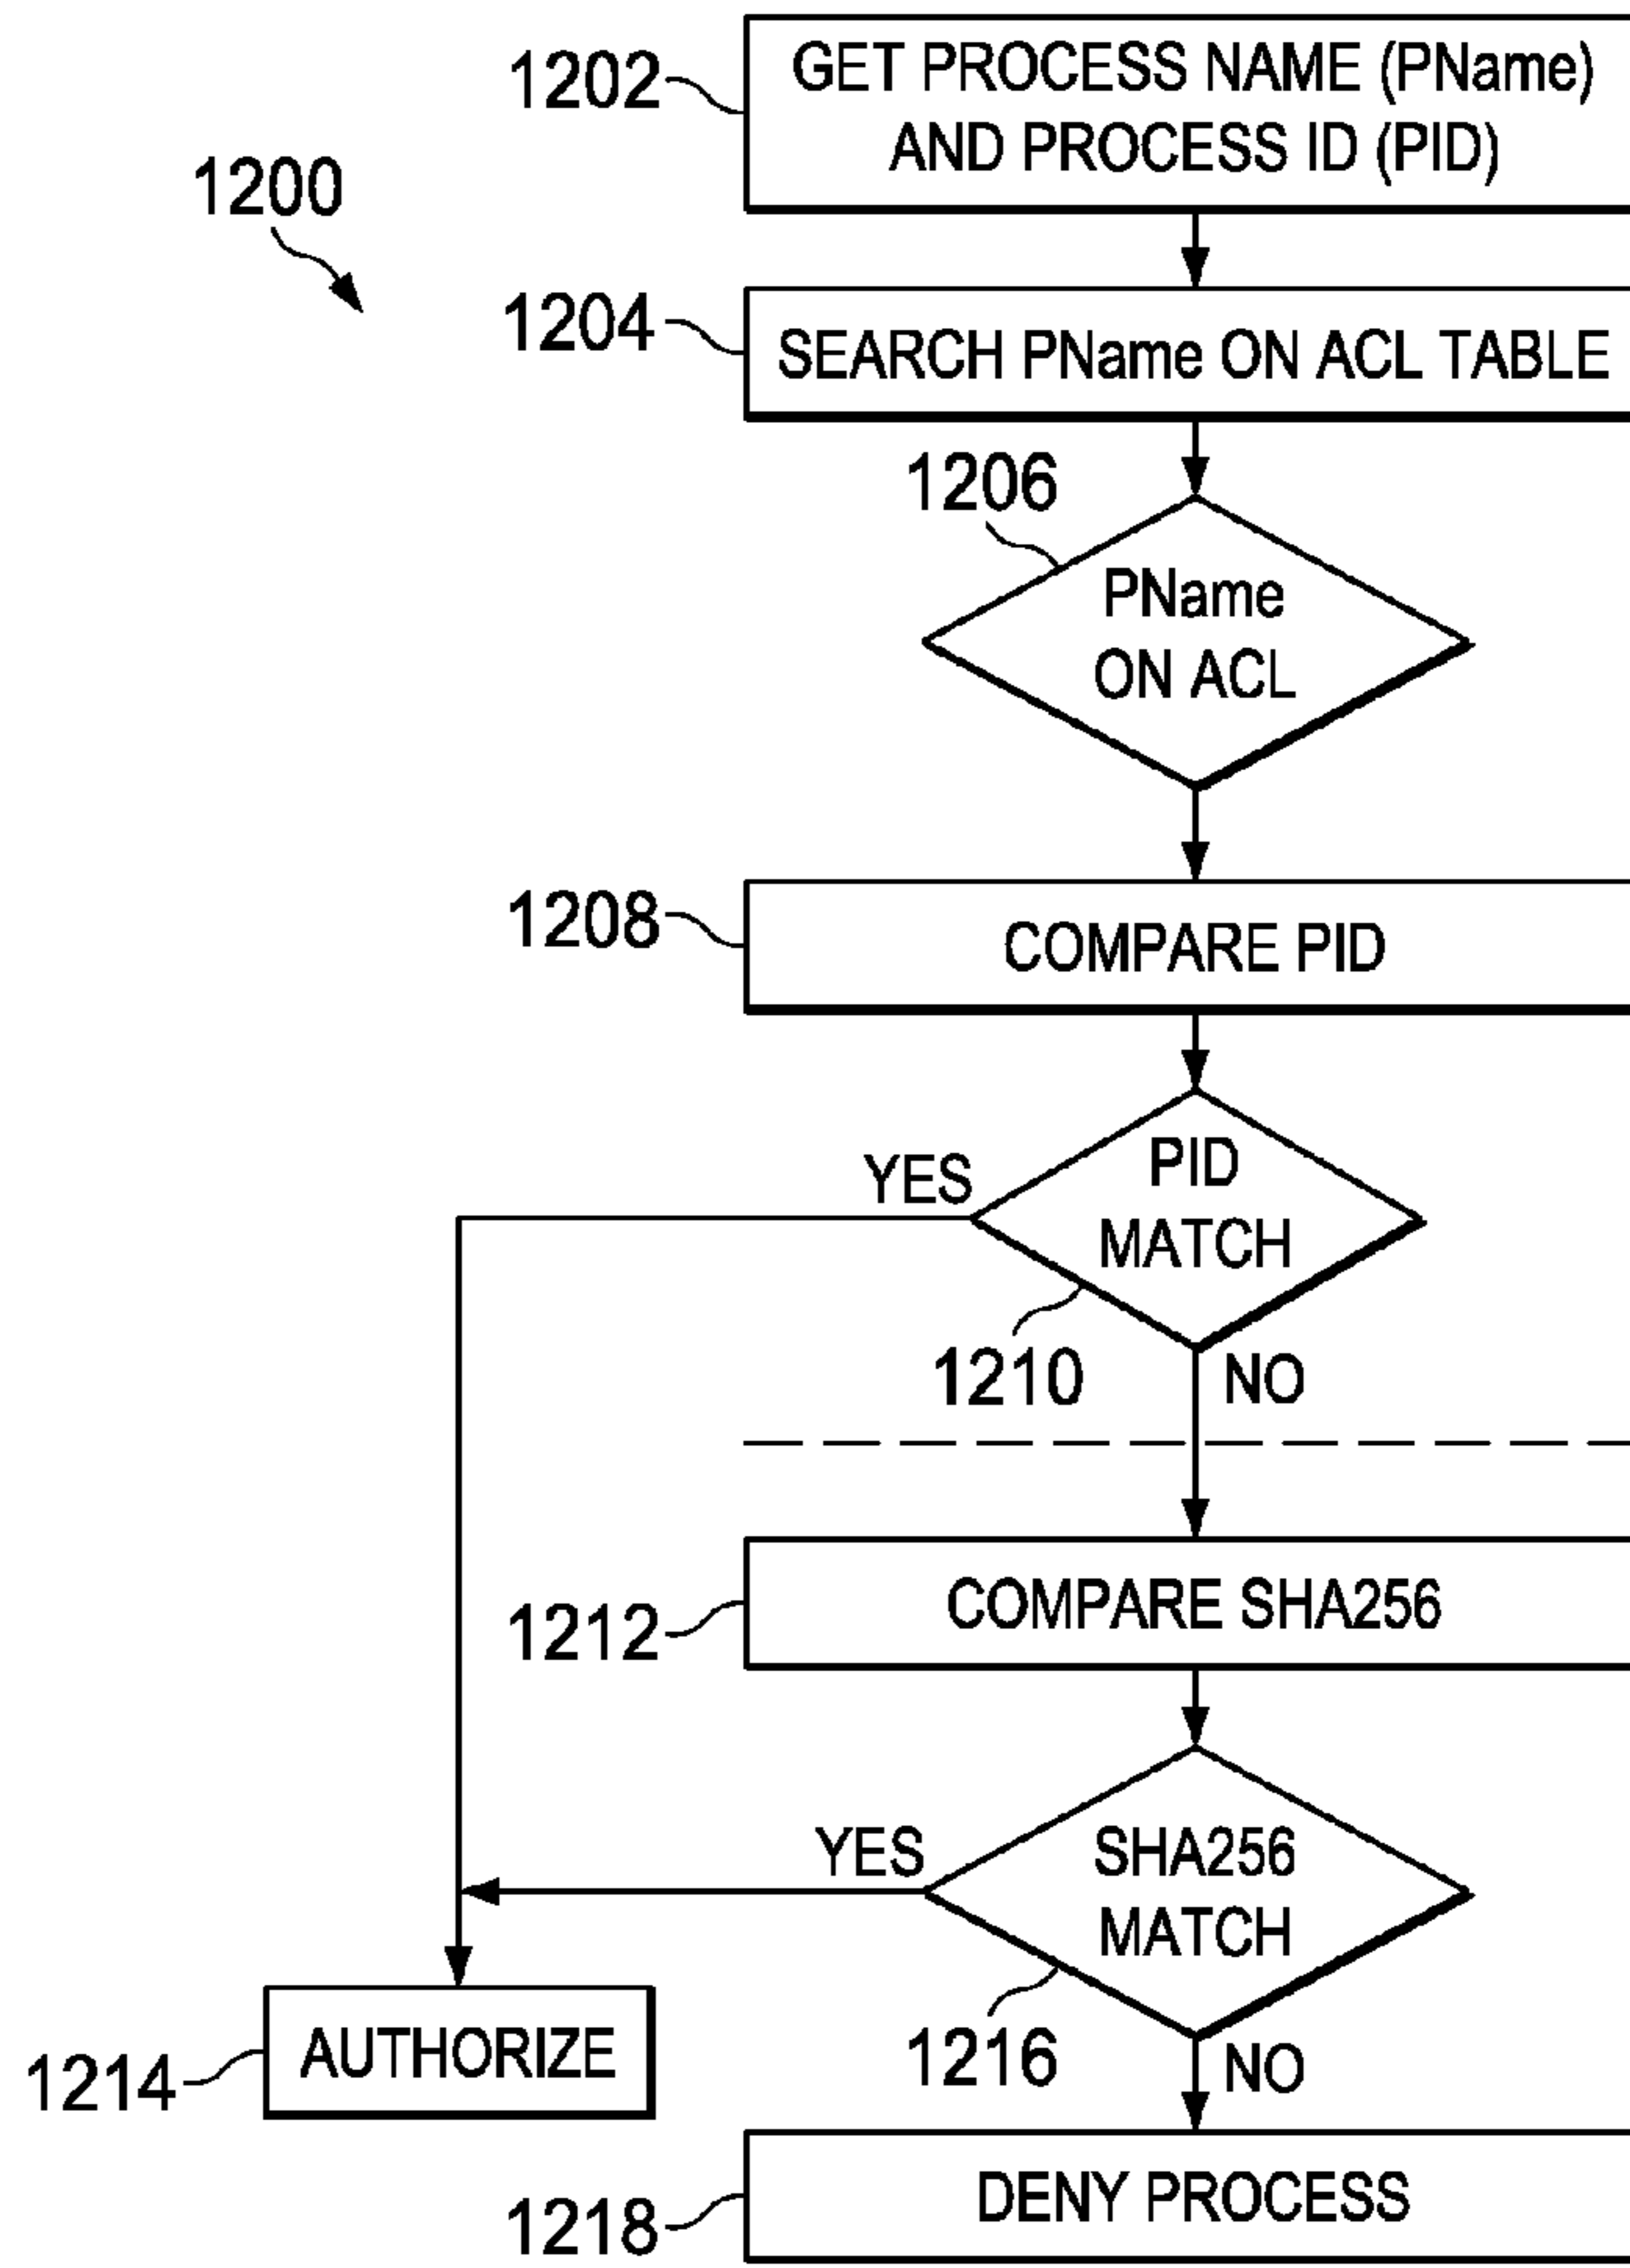 1202
GET PROCESS NAME (PName)
AND PROCESS ID (PID)
1200
1204
SEARCH PName ON ACL TABLE
1206
PName
ON ACL
1208
COMPARE PID
YES
PID
MATCH
1210
NO
1212
COMPARE SHA256
YES
SHA256
MATCH
1214
AUTHORIZE
1216
NO
1218
DENY PROCESS